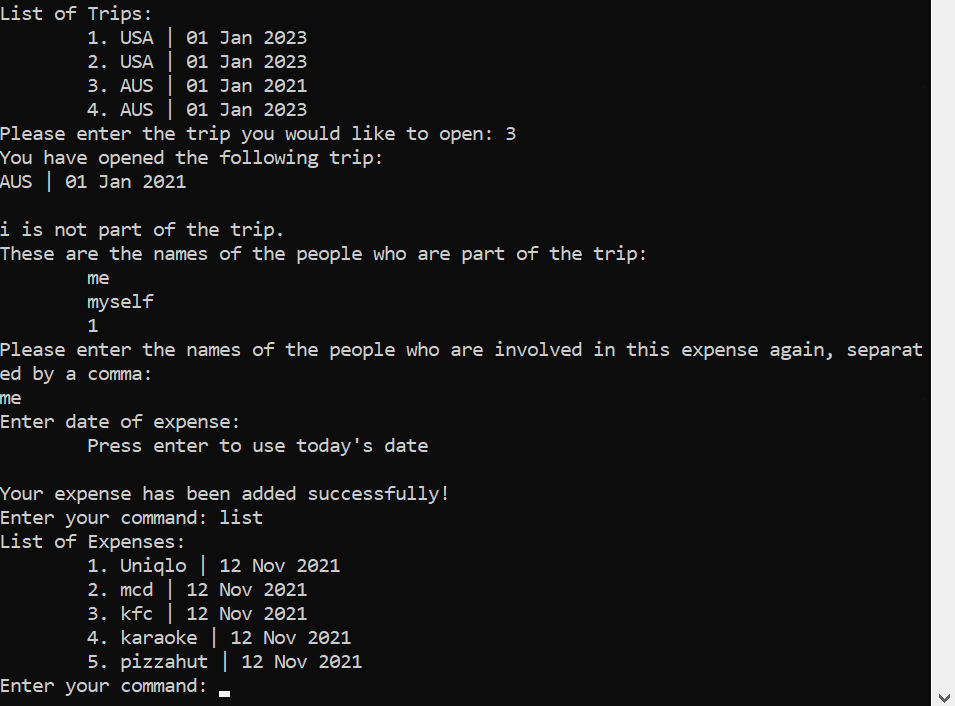 List of Trips:
1. USA | 01 Jan 2023
2. USA | 01 Jan 2023
3. AUS | 01 Jan 2021
4. AUS | 01 Jan 2023
Please enter the trip you would like to open: 3
You have opened the following trip:
AUS | 01 Jan 2021
i is not part of the trip.
These are the names of the people who are part of the trip:
me
myself
1
Please enter the names of the people who are involved in this expense again, separat
ed by a comma:
me
Enter date of expense:
Press enter to use today's date
Your expense has been added successfully!
Enter your command: list
List of Expenses:
1. Uniqlo | 12 Nov 2021
2. mcd | 12 Nov 2021
3. kfc | 12 Nov 2021
4. karaoke | 12 Nov 2021
5. pizzahut | 12 Nov 2021
Enter your command: